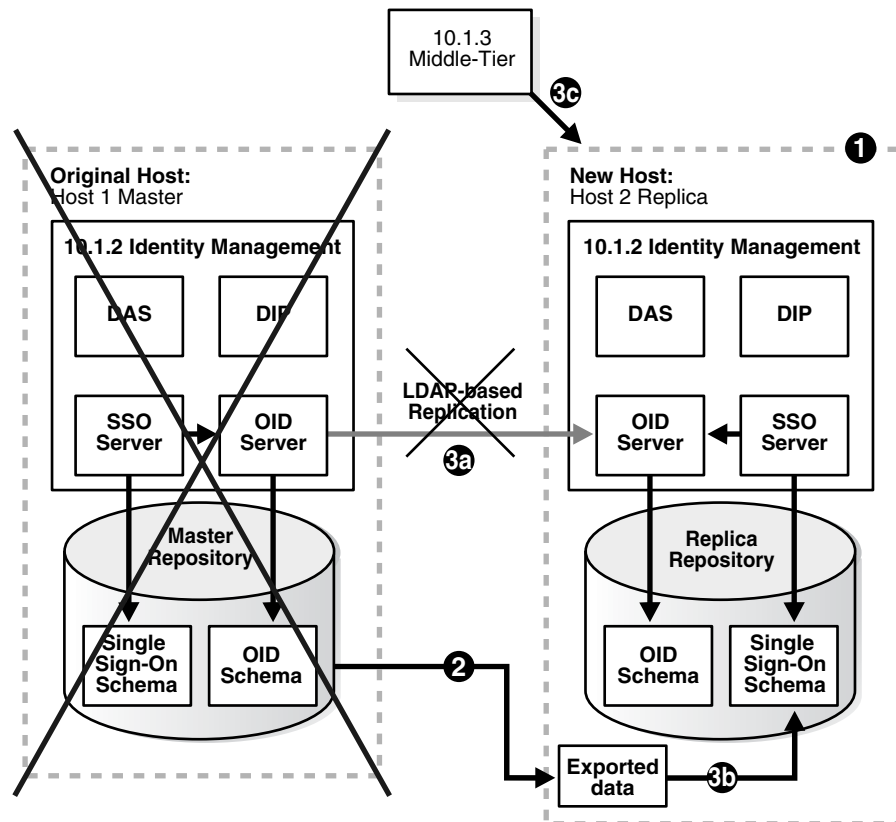 10.1.3
Middle-Tier
3c
1
Original Host:
Host 1 Master
10.1.2 Identity Management
DAS
DIP
SSO
Server
OID
Server
LDAP-based
Replication
3a
Master
Repository
Single
Sign-On
Schema
OID
Schema
2
New Host:
Host 2 Replica
10.1.2 Identity Management
DAS
DIP
OID
Server
SSO
Server
Replica
Repository
OID
Schema
Single
Sign-On
Schema
Exported
data
3b